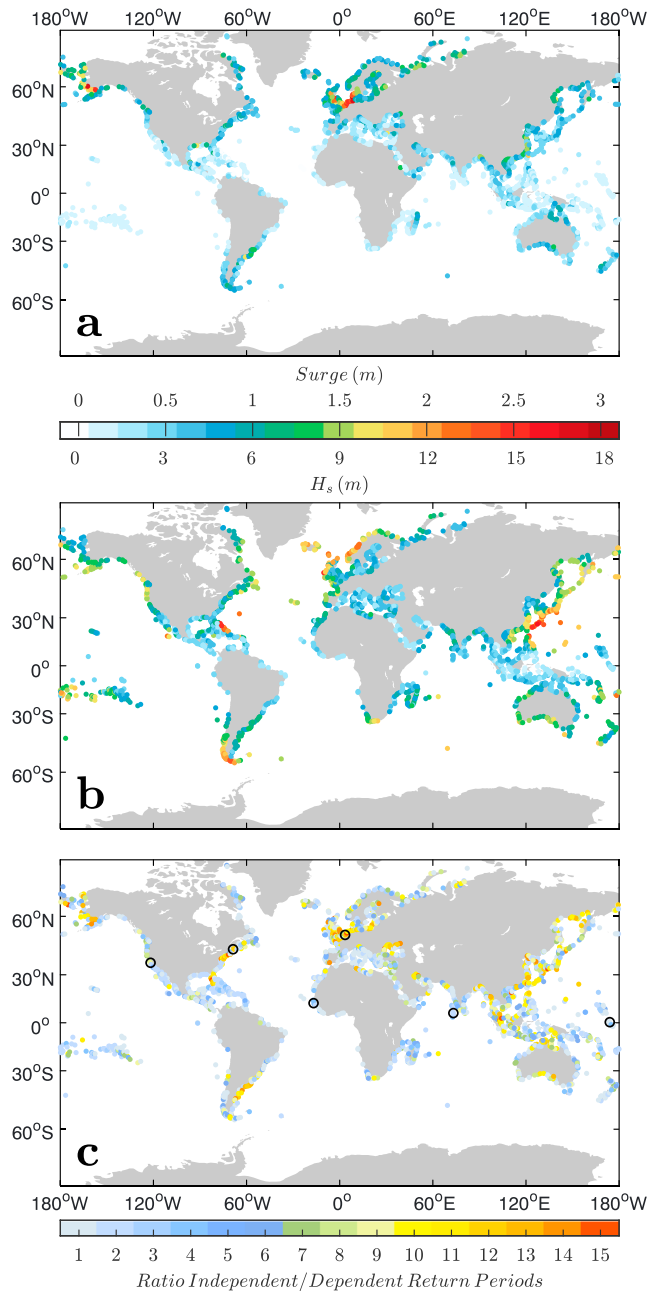 180°W 120°W 60°W 0° 60°E 120°E 180°W
60°N
30°N
0°
30°S
60°S
a
Surge (m)
0 0.5 1 1.5 2 2.5 3
0 3 6 9 12 15 18
H_s (m)
60°N
30°N
0°
30°S
60°S
b
60°N
30°N
0°
30°S
60°S
c
180°W 120°W 60°W 0° 60°E 120°E 180°W
1 2 3 4 5 6 7 8 9 10 11 12 13 14 15
Ratio Independent/Dependent Return Periods